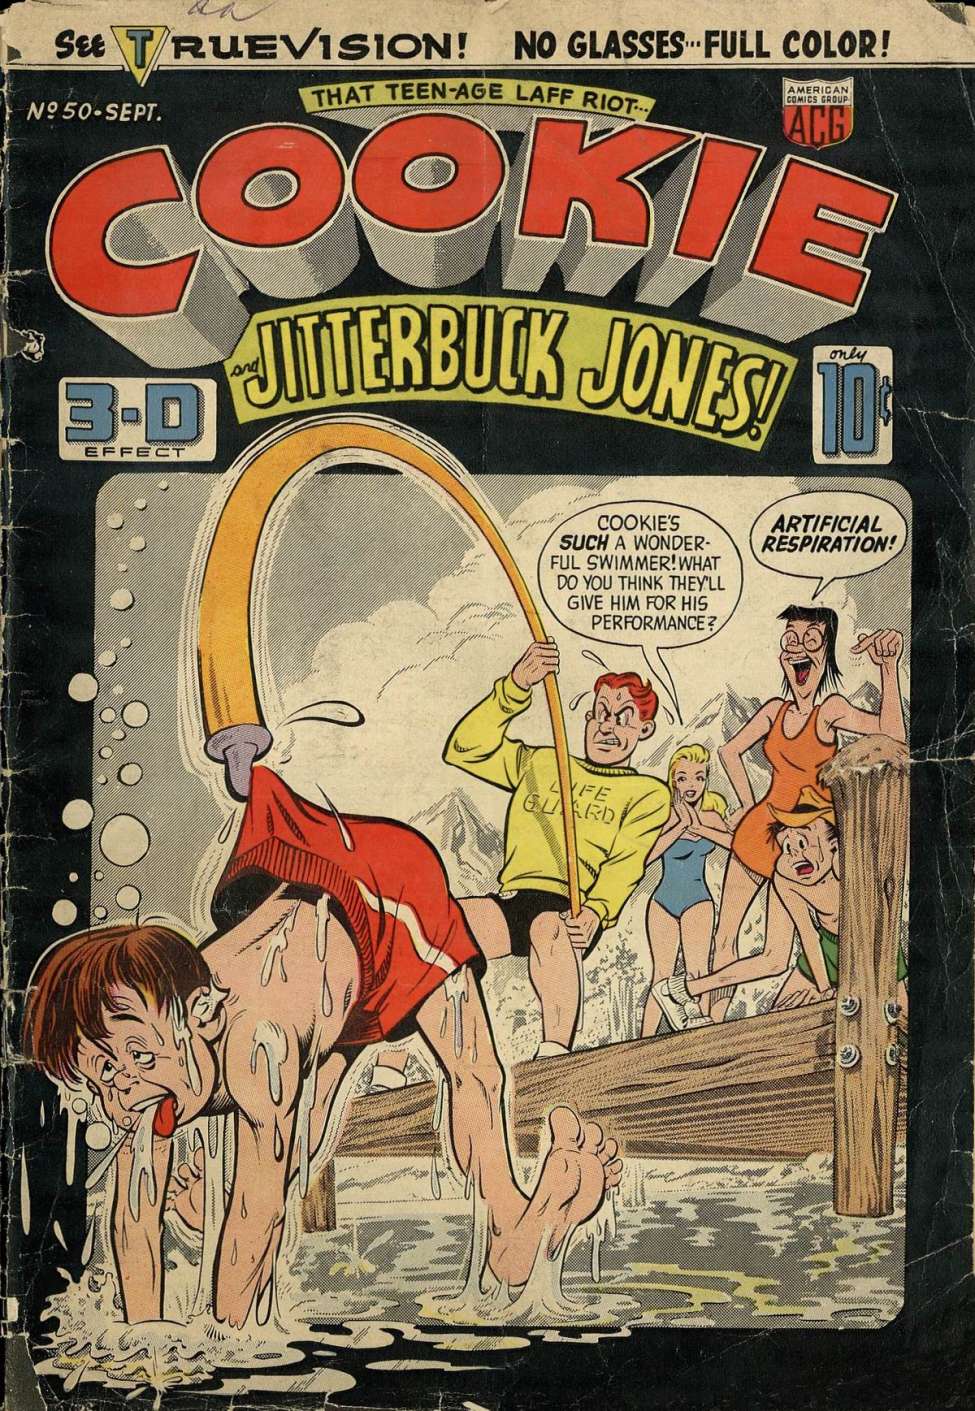 SEE TRUEVISION! NO GLASSES...FULL COLOR!
Nº 50 • SEPT.
THAT TEEN-AGE LAFF RIOT...
AMERICAN
COMICS GROUP
ACG
COOKIE
and JITTERBUCK JONES!
3-D
EFFECT
only
10¢
COOKIE'S
SUCH A WONDER-
FUL SWIMMER! WHAT
DO YOU THINK THEY'LL
GIVE HIM FOR HIS
PERFORMANCE?
ARTIFICIAL
RESPIRATION!
LIFE
GUARD